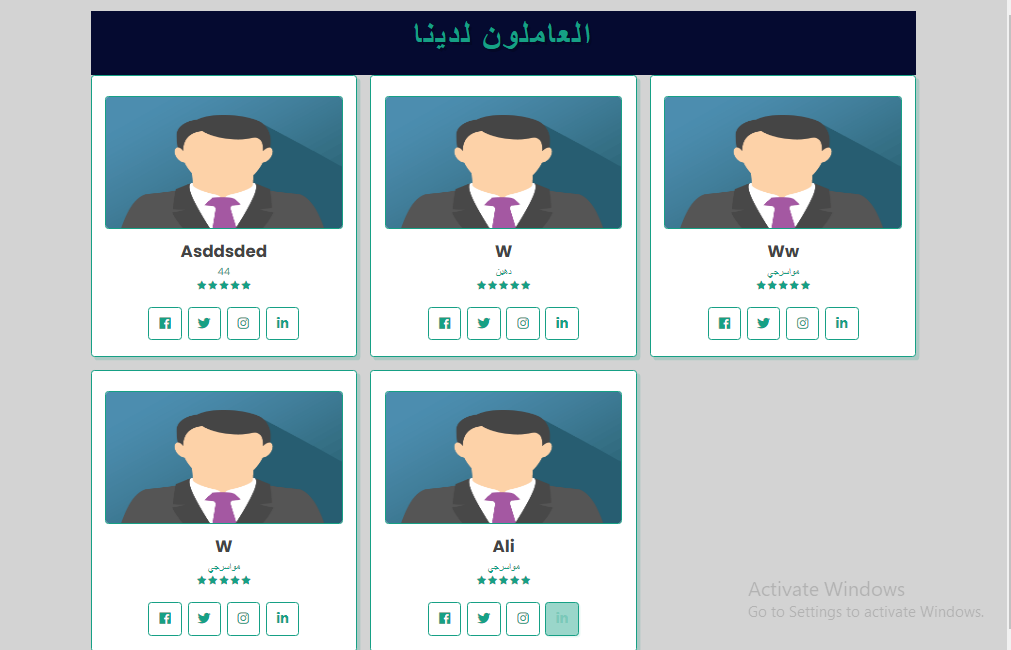 العاملون لدينا
Asddsded
44
W
دهين
Ww
مواسرجي
W
مواسرجي
Ali
مواسرجي
Activate Windows
Go to Settings to activate Windows.